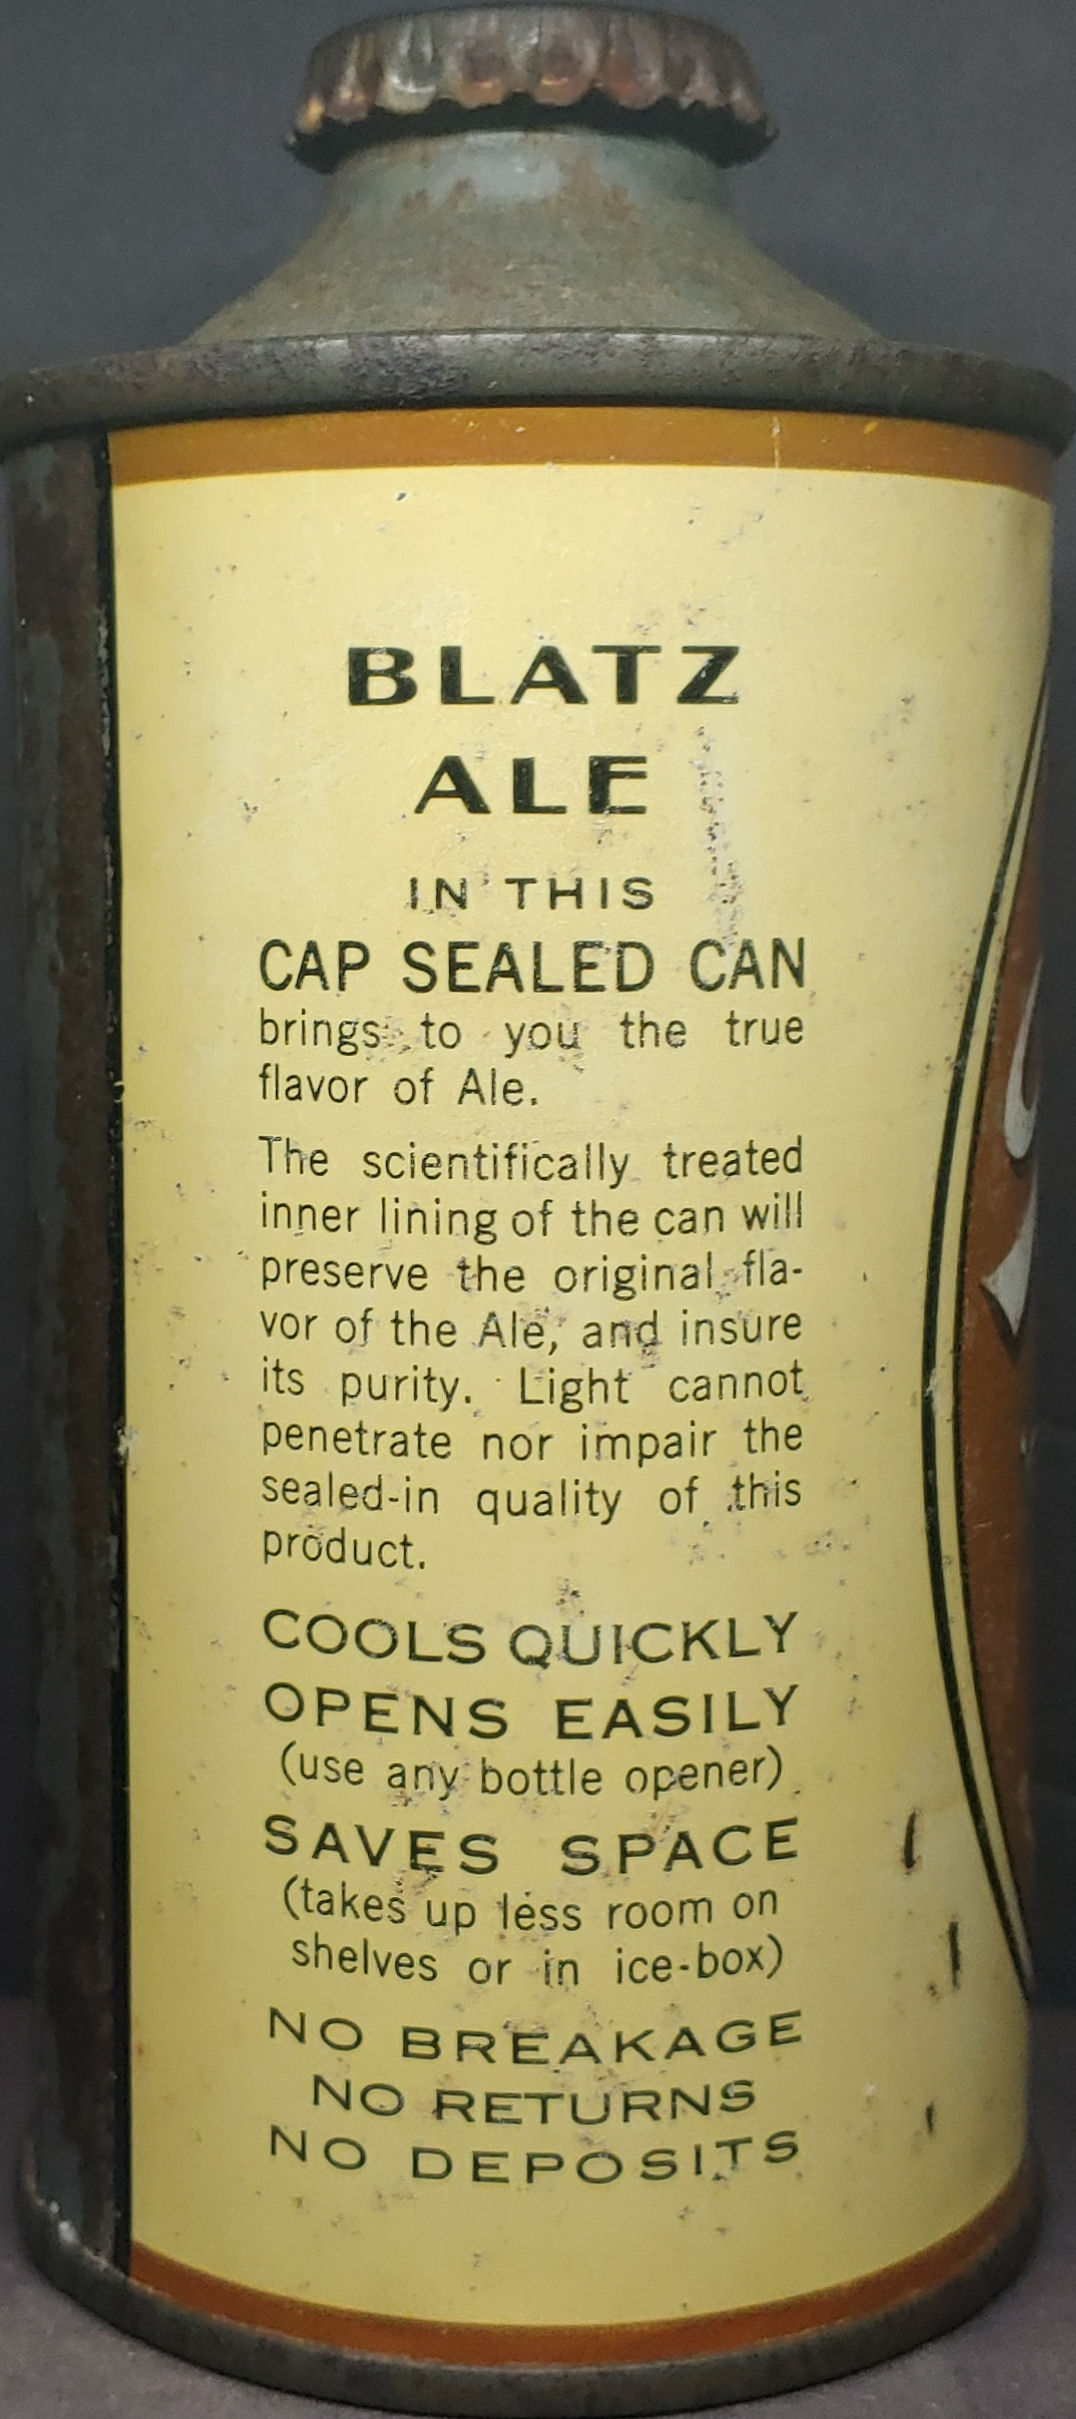 BLATZ
ALE
IN THIS
CAP SEALED CAN
brings to you the true
flavor of Ale.
The scientifically treated
inner lining of the can will
preserve the original fla-
vor of the Ale, and insure
its purity. Light cannot
penetrate nor impair the
sealed-in quality of this
product.
COOLS QUICKLY
OPENS EASILY
(use any bottle opener)
SAVES SPACE
(takes up less room on
shelves or in ice-box)
NO BREAKAGE
NO RETURNS
NO DEPOSITS